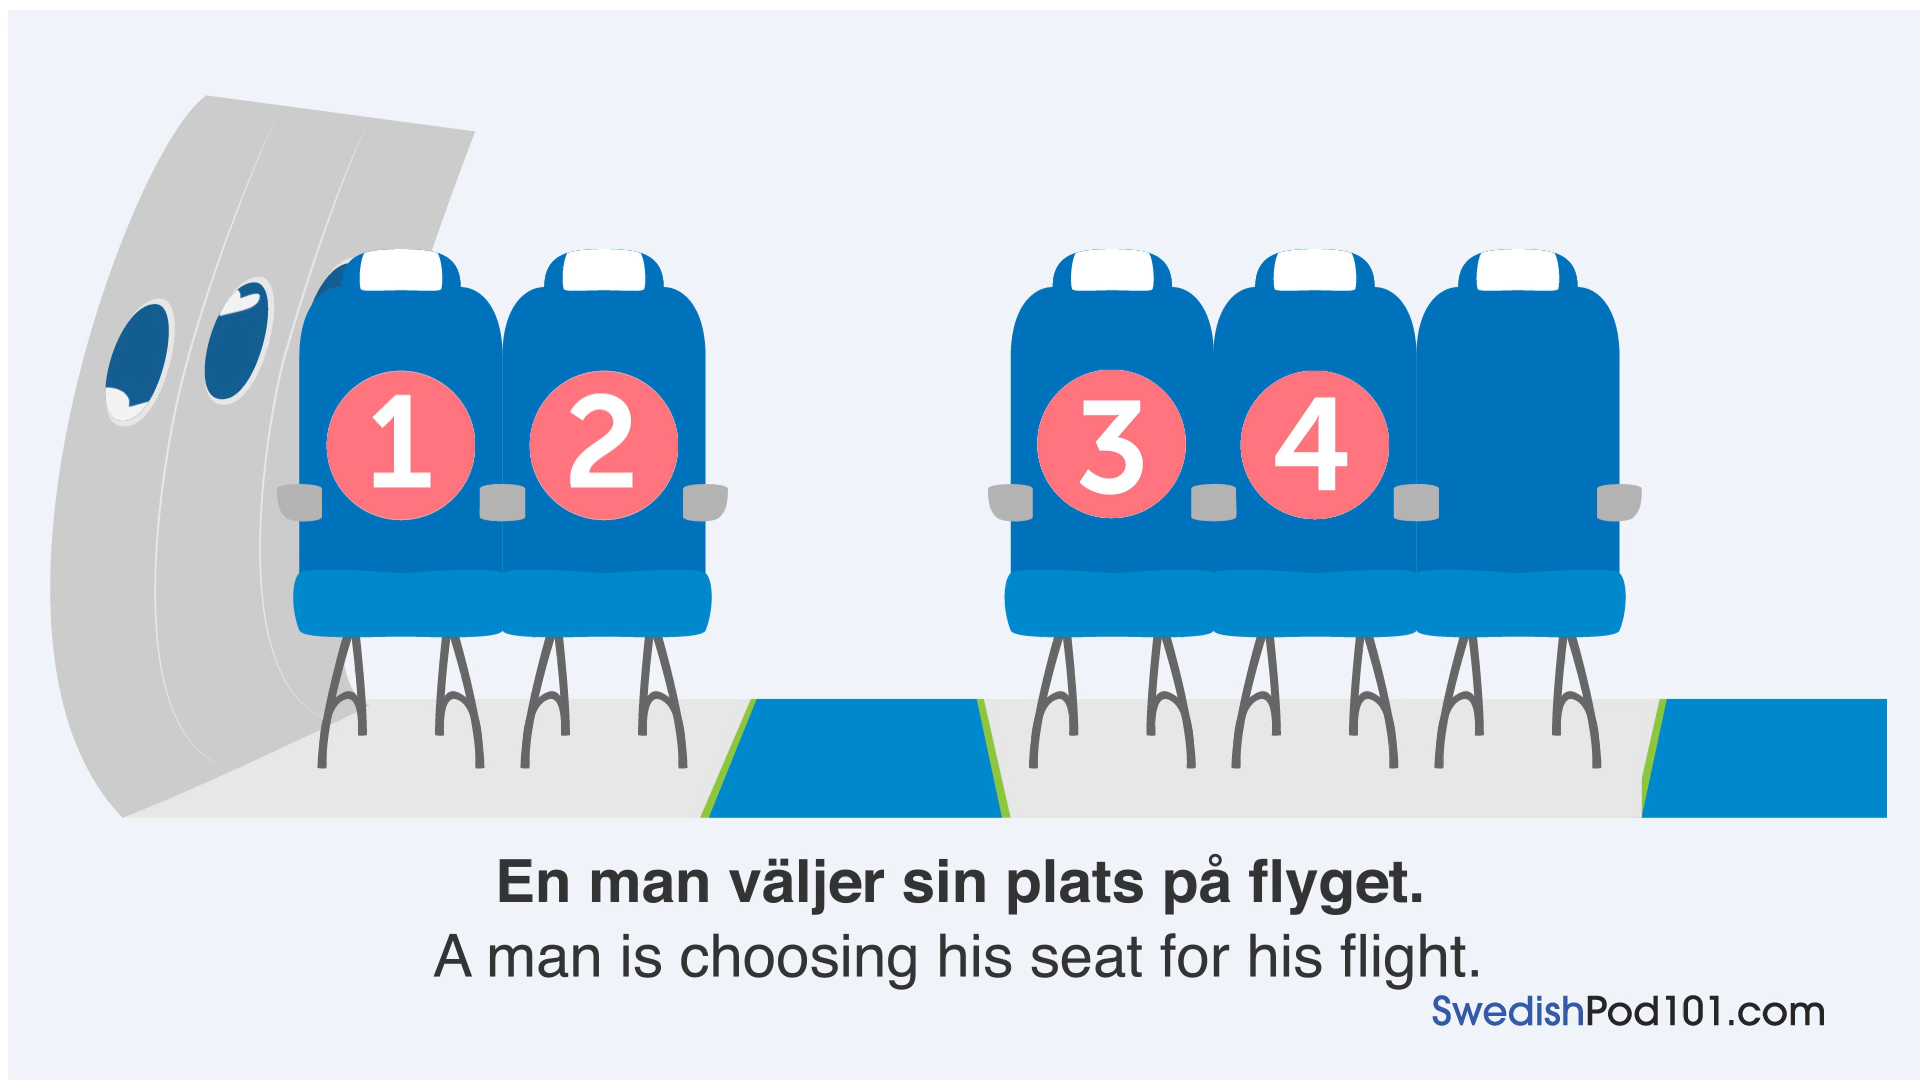 1 2 3 4
En man väljer sin plats på flyget.
A man is choosing his seat for his flight.
SwedishPod101.com